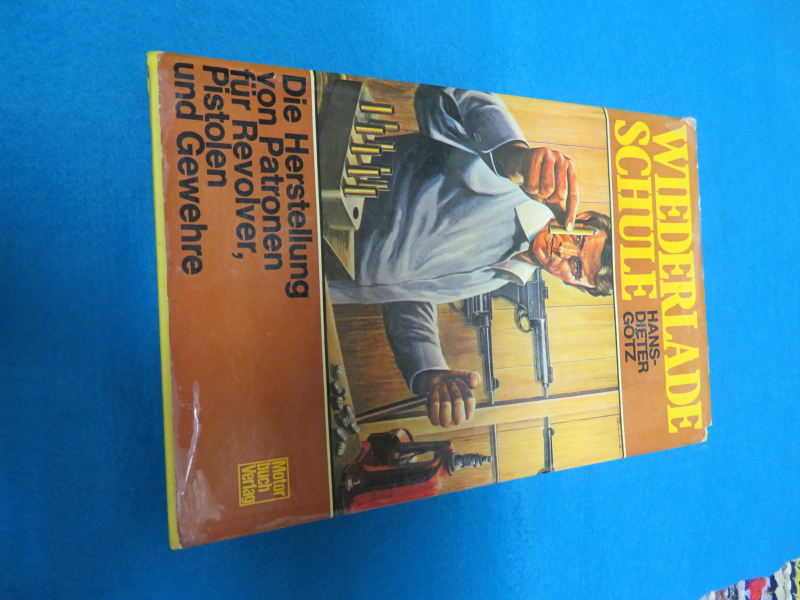 WIEDERLADE
SCHULE
HANS-
DIETER
GÖTZ
Die Herstellung
von Patronen
für Revolver,
Pistolen
und Gewehre
Motor
buch
Verlag